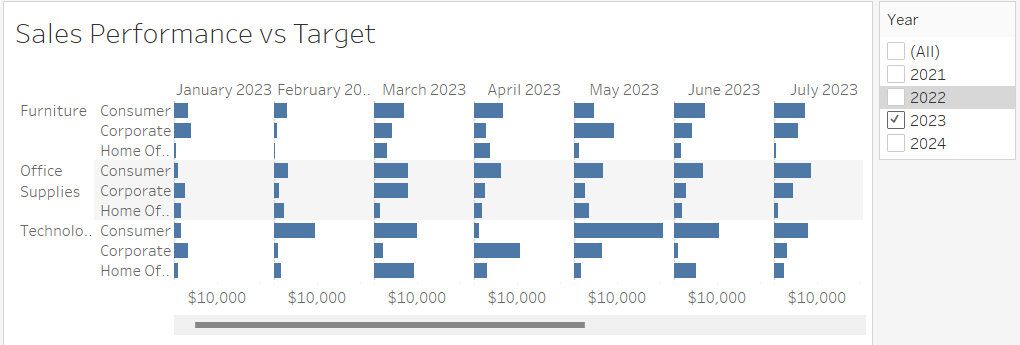 Sales Performance vs Target
January 2023 February 20.. March 2023 April 2023 May 2023 June 2023 July 2023
Furniture Consumer
Corporate
Home Of..
Office Supplies Consumer
Corporate
Home Of..
Technolo.. Consumer
Corporate
Home Of..
$10,000 $10,000 $10,000 $10,000 $10,000 $10,000 $10,000
Year
(All)
2021
2022
2023
2024